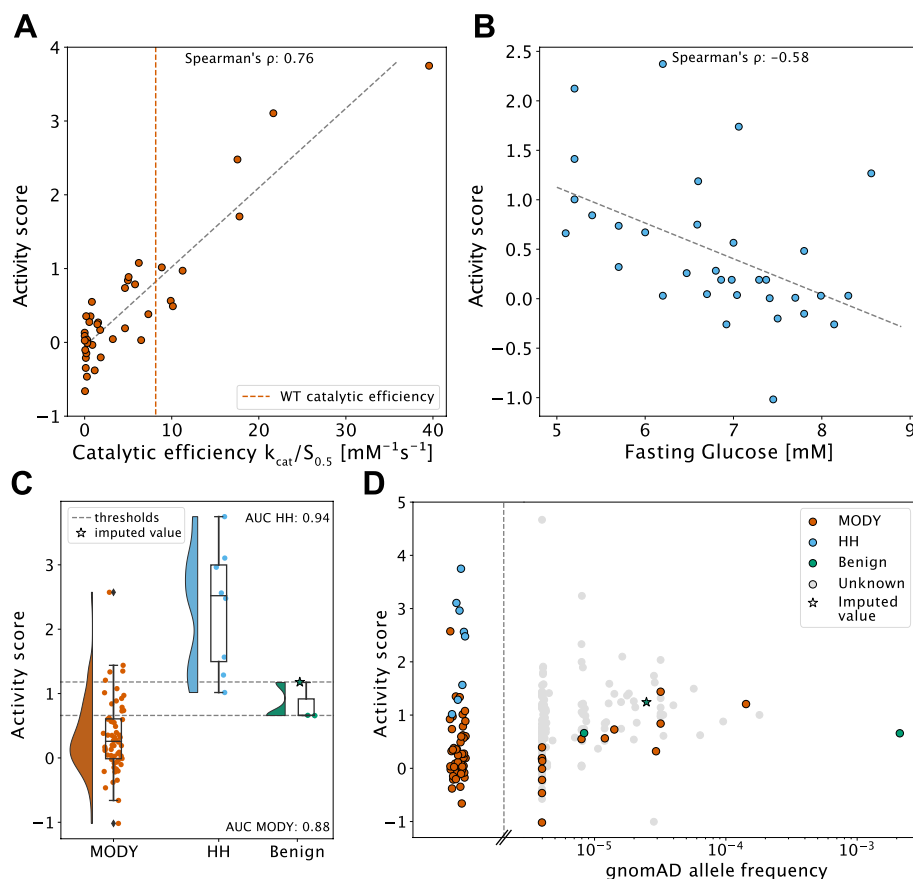 A
Spearman's ρ: 0.76
Activity score
4
3
2
1
0
−1
WT catalytic efficiency
0
10
20
30
40
Catalytic efficiency k_cat/S_0.5 [mM⁻¹s⁻¹]
B
Spearman's ρ: −0.58
Activity score
2.5
2.0
1.5
1.0
0.5
0.0
−0.5
−1.0
5
6
7
8
9
Fasting Glucose [mM]
C
thresholds
imputed value
AUC HH: 0.94
Activity score
4
3
2
1
0
−1
AUC MODY: 0.88
MODY
HH
Benign
D
Activity score
5
4
3
2
1
0
−1
MODY
HH
Benign
Unknown
Imputed
value
10⁻⁵
10⁻⁴
10⁻³
gnomAD allele frequency